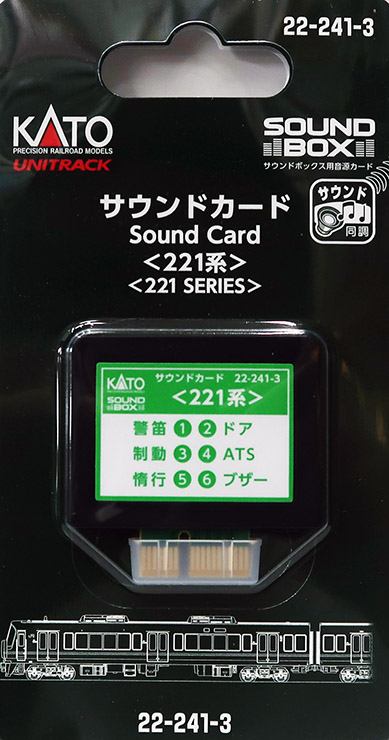 22-241-3
KATO
PRECISION RAILROAD MODELS
UNITRACK
SOUND
BOX
サウンドボックス用音源カード
サウンド
同調
サウンドカード
Sound Card
<221系>
<221 SERIES>
KATO サウンドカード 22-241-3
SOUND BOX <221系>
警笛 1 2 ドア
制動 3 4 ATS
惰行 5 6 ブザー
22-241-3